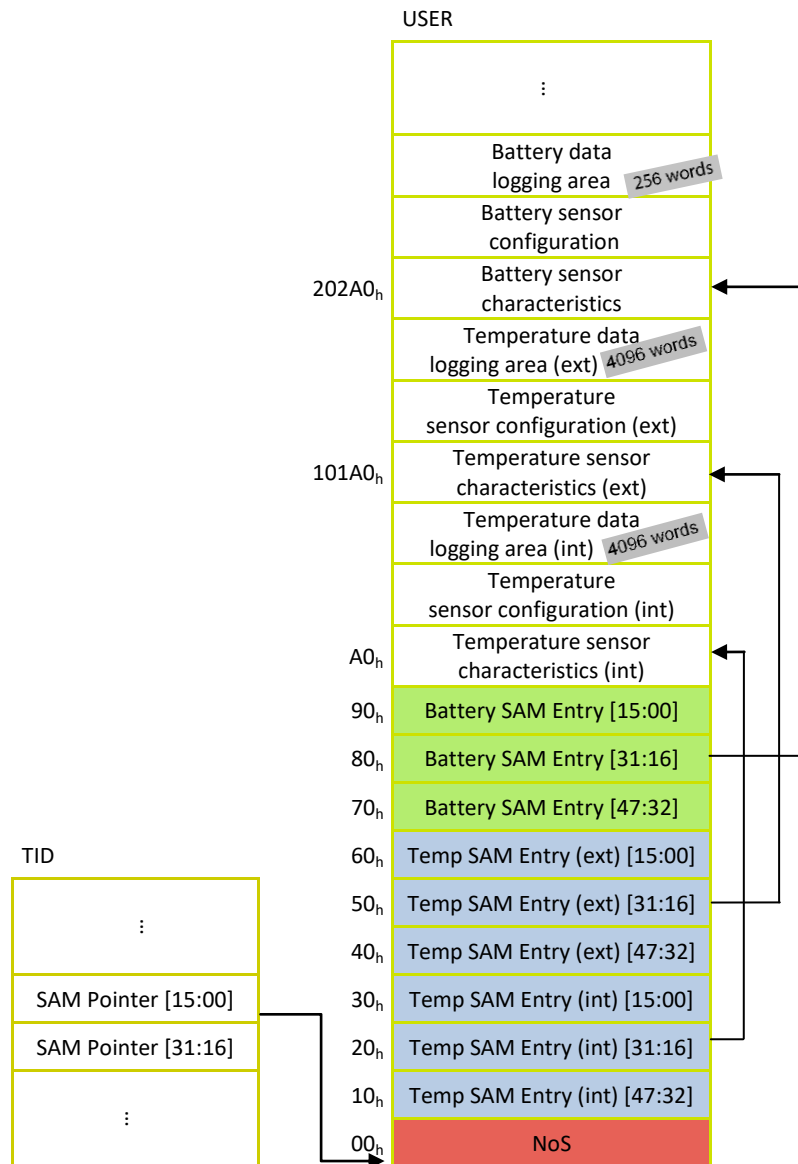 USER
⋮
Battery data
logging area 256 words
Battery sensor
configuration
202A0h
Battery sensor
characteristics
Temperature data
logging area (ext) 4096 words
Temperature
sensor configuration (ext)
101A0h
Temperature sensor
characteristics (ext)
Temperature data
logging area (int) 4096 words
Temperature
sensor configuration (int)
A0h
Temperature sensor
characteristics (int)
90h Battery SAM Entry [15:00]
80h Battery SAM Entry [31:16]
70h Battery SAM Entry [47:32]
60h Temp SAM Entry (ext) [15:00]
50h Temp SAM Entry (ext) [31:16]
40h Temp SAM Entry (ext) [47:32]
30h Temp SAM Entry (int) [15:00]
20h Temp SAM Entry (int) [31:16]
10h Temp SAM Entry (int) [47:32]
00h NoS
TID
⋮
SAM Pointer [15:00]
SAM Pointer [31:16]
⋮